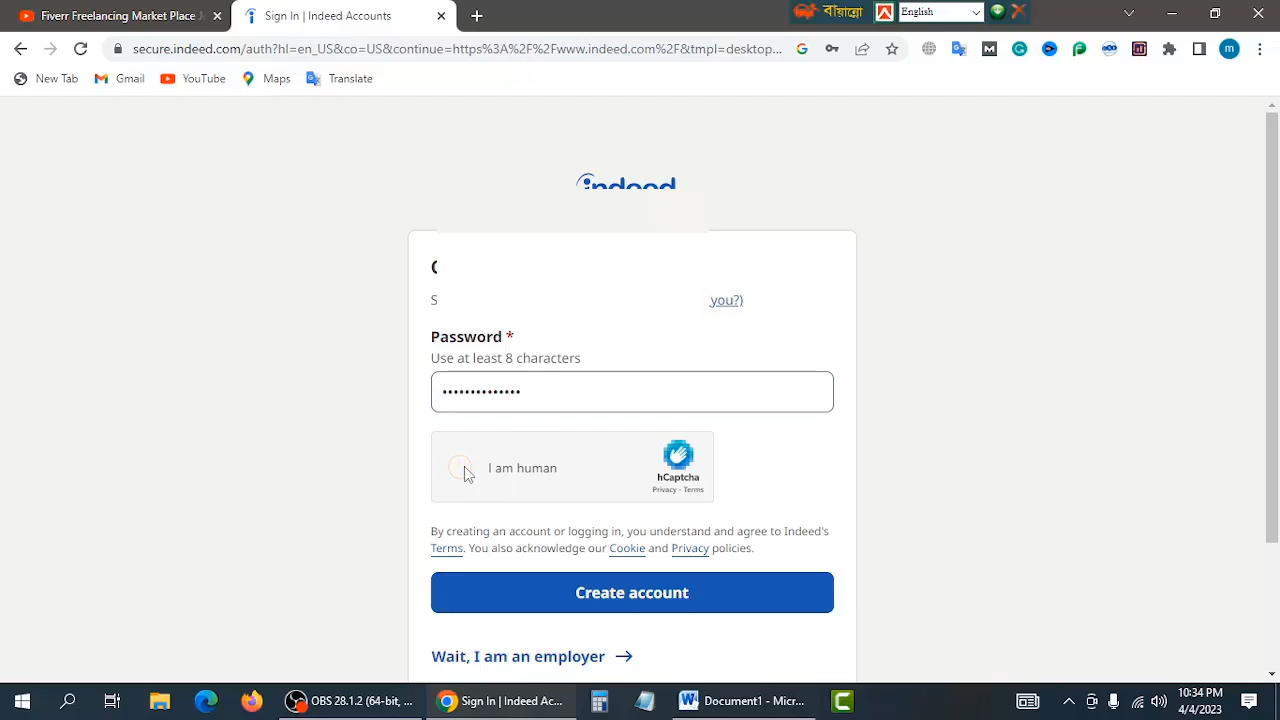 Fiverr Freelan
Sign In | Indeed Accounts
বায়ান্নো
English
secure.indeed.com/auth?hl=en_US&co=US&continue=https%3A%2F%2Fwww.indeed.com%2F&tmpl=desktop...
New Tab
Gmail
YouTube
Maps
Translate
indeed
C
S
you?)
Password *
Use at least 8 characters
I am human
hCaptcha
Privacy - Terms
By creating an account or logging in, you understand and agree to Indeed's
Terms. You also acknowledge our Cookie and Privacy policies.
Create account
Wait, I am an employer →
OBS 28.1.2 (64-bit, ...
Sign In | Indeed Ac...
Document1 - Micr...
10:34 PM
4/4/2023